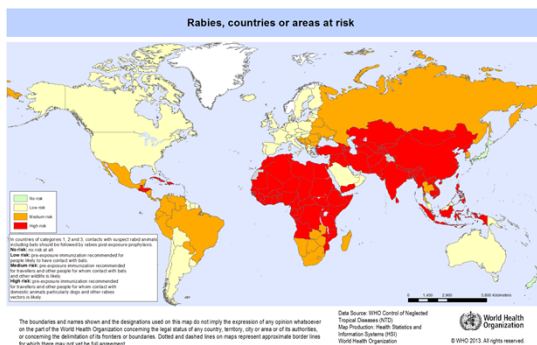 Rabies, countries or areas at risk
No risk
Low risk
Medium risk
High risk
In countries of categories 1, 2 and 3, contacts with suspect rabid animals
including bats should be followed by rabies post-exposure prophylaxis.
No risk: no risk at all.
Low risk: pre-exposure immunization recommended for
people likely to have contact with bats.
Medium risk: pre-exposure immunization recommended
for travellers and other people for whom contact with bats
and other wildlife is likely.
High risk: pre-exposure immunization recommended
for travellers and other people for whom contact with
domestic animals particularly dogs and other rabies
vectors is likely.
Kilometers
The boundaries and names shown and the designations used on this map do not imply the expression of any opinion whatsoever
on the part of the World Health Organization concerning the legal status of any country, territory, city or area or of its authorities,
or concerning the delimitation of its frontiers or boundaries. Dotted and dashed lines on maps represent approximate border lines
for which there may not yet be full agreement.
Data Source: WHO Control of Neglected
Tropical Diseases (NTD)
Map Production: Health Statistics and
Information Systems (HSI)
World Health Organization
World Health
Organization
© WHO 2013. All rights reserved.